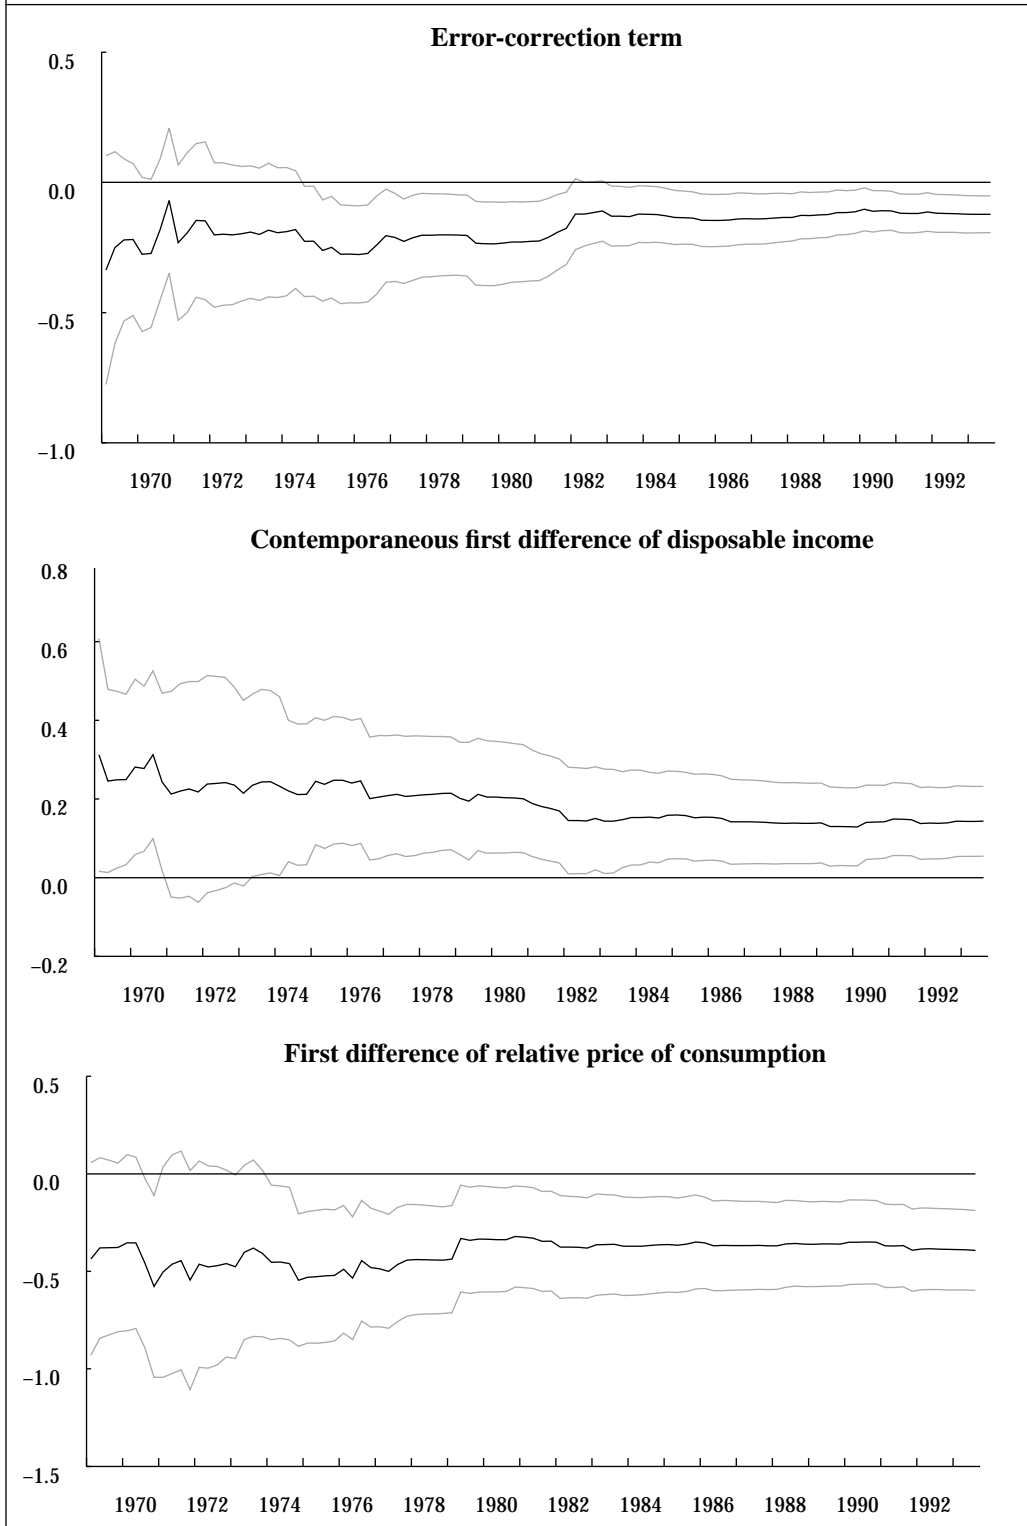 Error-correction term
0.5
0.0
−0.5
−1.0
1970 1972 1974 1976 1978 1980 1982 1984 1986 1988 1990 1992
Contemporaneous first difference of disposable income
0.8
0.6
0.4
0.2
0.0
−0.2
1970 1972 1974 1976 1978 1980 1982 1984 1986 1988 1990 1992
First difference of relative price of consumption
0.5
0.0
−0.5
−1.0
−1.5
1970 1972 1974 1976 1978 1980 1982 1984 1986 1988 1990 1992